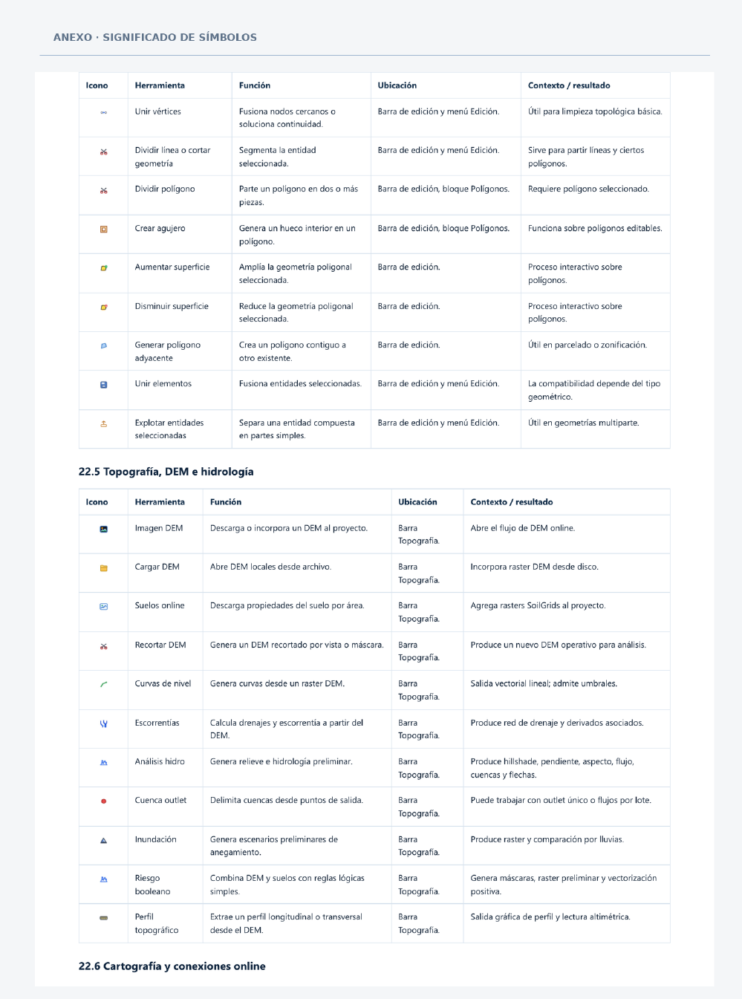 ANEXO · SIGNIFICADO DE SÍMBOLOS
Icono Herramienta Función Ubicación Contexto / resultado
Unir vértices Fusiona nodos cercanos o Barra de edición y menú Edición. Útil para limpieza topológica básica.
soluciona continuidad.
Dividir línea o cortar Segmenta la entidad Barra de edición y menú Edición. Sirve para partir líneas y ciertos
geometría seleccionada. polígonos.
Dividir polígono Parte un polígono en dos o más Barra de edición, bloque Polígonos. Requiere polígono seleccionado.
piezas.
Crear agujero Genera un hueco interior en un Barra de edición, bloque Polígonos. Funciona sobre polígonos editables.
polígono.
Aumentar superficie Amplía la geometría poligonal Barra de edición. Proceso interactivo sobre
seleccionada. polígonos.
Disminuir superficie Reduce la geometría poligonal Barra de edición. Proceso interactivo sobre
seleccionada. polígonos.
Generar polígono Crea un polígono contiguo a Barra de edición. Útil en parcelado o zonificación.
adyacente otro existente.
Unir elementos Fusiona entidades seleccionadas. Barra de edición y menú Edición. La compatibilidad depende del tipo
geométrico.
Explotar entidades Separa una entidad compuesta Barra de edición y menú Edición. Útil en geometrías multiparte.
seleccionadas en partes simples.
22.5 Topografía, DEM e hidrología
Icono Herramienta Función Ubicación Contexto / resultado
Imagen DEM Descarga o incorpora un DEM al proyecto. Barra Abre el flujo de DEM online.
Topografía.
Cargar DEM Abre DEM locales desde archivo. Barra Incorpora raster DEM desde disco.
Topografía.
Suelos online Descarga propiedades del suelo por área. Barra Agrega rasters SoilGrids al proyecto.
Topografía.
Recortar DEM Genera un DEM recortado por vista o máscara. Barra Produce un nuevo DEM operativo para análisis.
Topografía.
Curvas de nivel Genera curvas desde un raster DEM. Barra Salida vectorial lineal; admite umbrales.
Topografía.
Escorrentías Calcula drenajes y escorrentía a partir del Barra Produce red de drenaje y derivados asociados.
DEM. Topografía.
Análisis hidro Genera relieve e hidrología preliminar. Barra Produce hillshade, pendiente, aspecto, flujo,
Topografía. cuencas y flechas.
Cuenca outlet Delimita cuencas desde puntos de salida. Barra Puede trabajar con outlet único o flujos por lote.
Topografía.
Inundación Genera escenarios preliminares de Barra Produce raster y comparación por lluvias.
anegamiento. Topografía.
Riesgo Combina DEM y suelos con reglas lógicas Barra Genera máscaras, raster preliminar y vectorización
booleano simples. Topografía. positiva.
Perfil Extrae un perfil longitudinal o transversal Barra Salida gráfica de perfil y lectura altimétrica.
topográfico desde el DEM. Topografía.
22.6 Cartografía y conexiones online